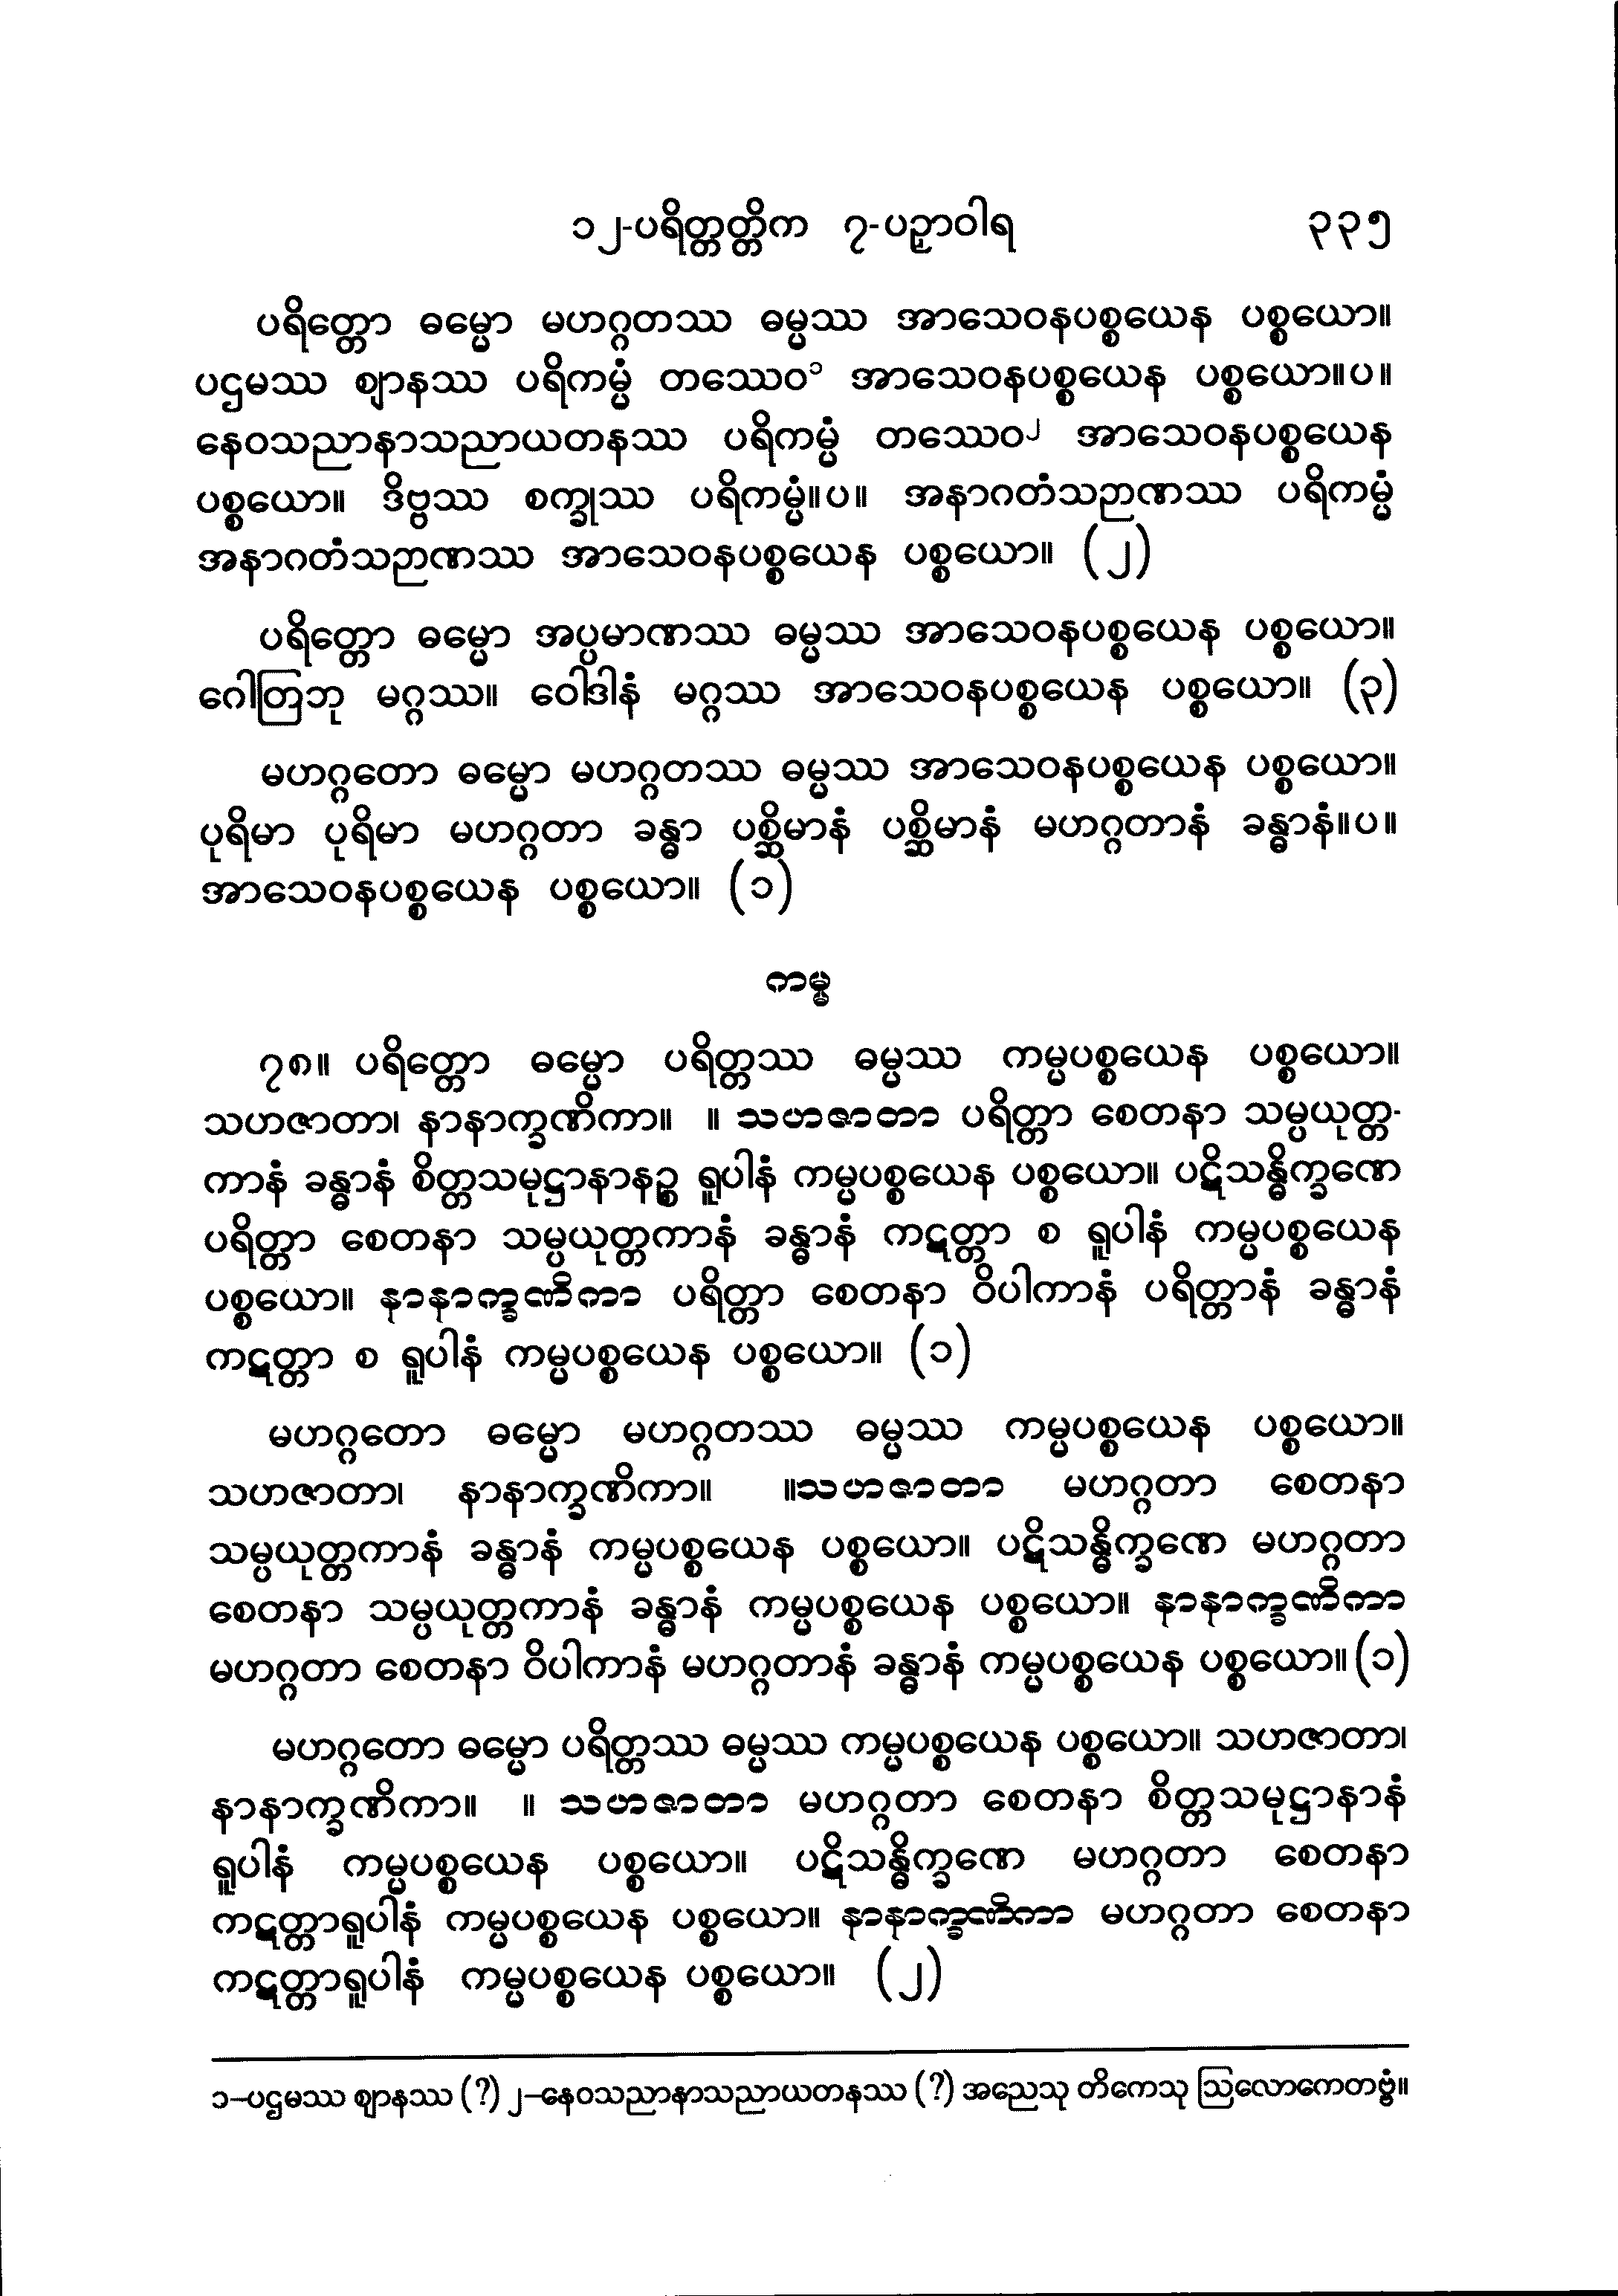 ၁၂-ပရိတ္တတ္တိက ၇-ပဉှာဝါရ ၃၃၅
ပရိတ္တော ဓမ္မော မဟဂ္ဂတဿ ဓမ္မဿ အာသေဝနပစ္စယေန ပစ္စယော။
ပဌမဿ ဈာနဿ ပရိကမ္မံ တဿေဝ၁ အာသေဝနပစ္စယေန ပစ္စယော။ပ။
နေဝသညာနာသညာယတနဿ ပရိကမ္မံ တဿေဝ၂ အာသေဝနပစ္စယေန
ပစ္စယော။ ဒိဗ္ဗဿ စက္ခုဿ ပရိကမ္မံ။ပ။ အနာဂတံသဉာဏဿ ပရိကမ္မံ
အနာဂတံသဉာဏဿ အာသေဝနပစ္စယေန ပစ္စယော။ (၂)
ပရိတ္တော ဓမ္မော အပ္ပမာဏဿ ဓမ္မဿ အာသေဝနပစ္စယေန ပစ္စယော။
ဂေါတြဘု မဂ္ဂဿ။ ဝေါဒါနံ မဂ္ဂဿ အာသေဝနပစ္စယေန ပစ္စယော။ (၃)
မဟဂ္ဂတော ဓမ္မော မဟဂ္ဂတဿ ဓမ္မဿ အာသေဝနပစ္စယေန ပစ္စယော။
ပုရိမာ ပုရိမာ မဟဂ္ဂတာ ခန္ဓာ ပစ္ဆိမာနံ ပစ္ဆိမာနံ မဟဂ္ဂတာနံ ခန္ဓာနံ။ပ။
အာသေဝနပစ္စယေန ပစ္စယော။ (၁)
ကမ္မ
၇၈။ ပရိတ္တော ဓမ္မော ပရိတ္တဿ ဓမ္မဿ ကမ္မပစ္စယေန ပစ္စယော။
သဟဇာတာ၊ နာနာက္ခဏိကာ။ ။ သဟဇာတာ ပရိတ္တာ စေတနာ သမ္ပယုတ္တ-
ကာနံ ခန္ဓာနံ စိတ္တသမုဋ္ဌာနာနဉ္စ ရူပါနံ ကမ္မပစ္စယေန ပစ္စယော။ ပဋိသန္ဓိက္ခဏေ
ပရိတ္တာ စေတနာ သမ္ပယုတ္တကာနံ ခန္ဓာနံ ကဋတ္တာ စ ရူပါနံ ကမ္မပစ္စယေန
ပစ္စယော။ နာနာက္ခဏိကာ ပရိတ္တာ စေတနာ ဝိပါကာနံ ပရိတ္တာနံ ခန္ဓာနံ
ကဋတ္တာ စ ရူပါနံ ကမ္မပစ္စယေန ပစ္စယော။ (၁)
မဟဂ္ဂတော ဓမ္မော မဟဂ္ဂတဿ ဓမ္မဿ ကမ္မပစ္စယေန ပစ္စယော။
သဟဇာတာ၊ နာနာက္ခဏိကာ။ ။သဟဇာတာ မဟဂ္ဂတာ စေတနာ
သမ္ပယုတ္တကာနံ ခန္ဓာနံ ကမ္မပစ္စယေန ပစ္စယော။ ပဋိသန္ဓိက္ခဏေ မဟဂ္ဂတာ
စေတနာ သမ္ပယုတ္တကာနံ ခန္ဓာနံ ကမ္မပစ္စယေန ပစ္စယော။ နာနာက္ခဏိကာ
မဟဂ္ဂတာ စေတနာ ဝိပါကာနံ မဟဂ္ဂတာနံ ခန္ဓာနံ ကမ္မပစ္စယေန ပစ္စယော။ (၁)
မဟဂ္ဂတော ဓမ္မော ပရိတ္တဿ ဓမ္မဿ ကမ္မပစ္စယေန ပစ္စယော။ သဟဇာတာ၊
နာနာက္ခဏိကာ။ ။ သဟဇာတာ မဟဂ္ဂတာ စေတနာ စိတ္တသမုဋ္ဌာနာနံ
ရူပါနံ ကမ္မပစ္စယေန ပစ္စယော။ ပဋိသန္ဓိက္ခဏေ မဟဂ္ဂတာ စေတနာ
ကဋတ္တာရူပါနံ ကမ္မပစ္စယေန ပစ္စယော။ နာနာက္ခဏိကာ မဟဂ္ဂတာ စေတနာ
ကဋတ္တာရူပါနံ ကမ္မပစ္စယေန ပစ္စယော။ (၂)
၁–ပဌမဿ ဈာနဿ (?) ၂–နေဝသညာနာသညာယတနဿ (?) အညေသု တိကေသု ဩလောကေတဗ္ဗံ။